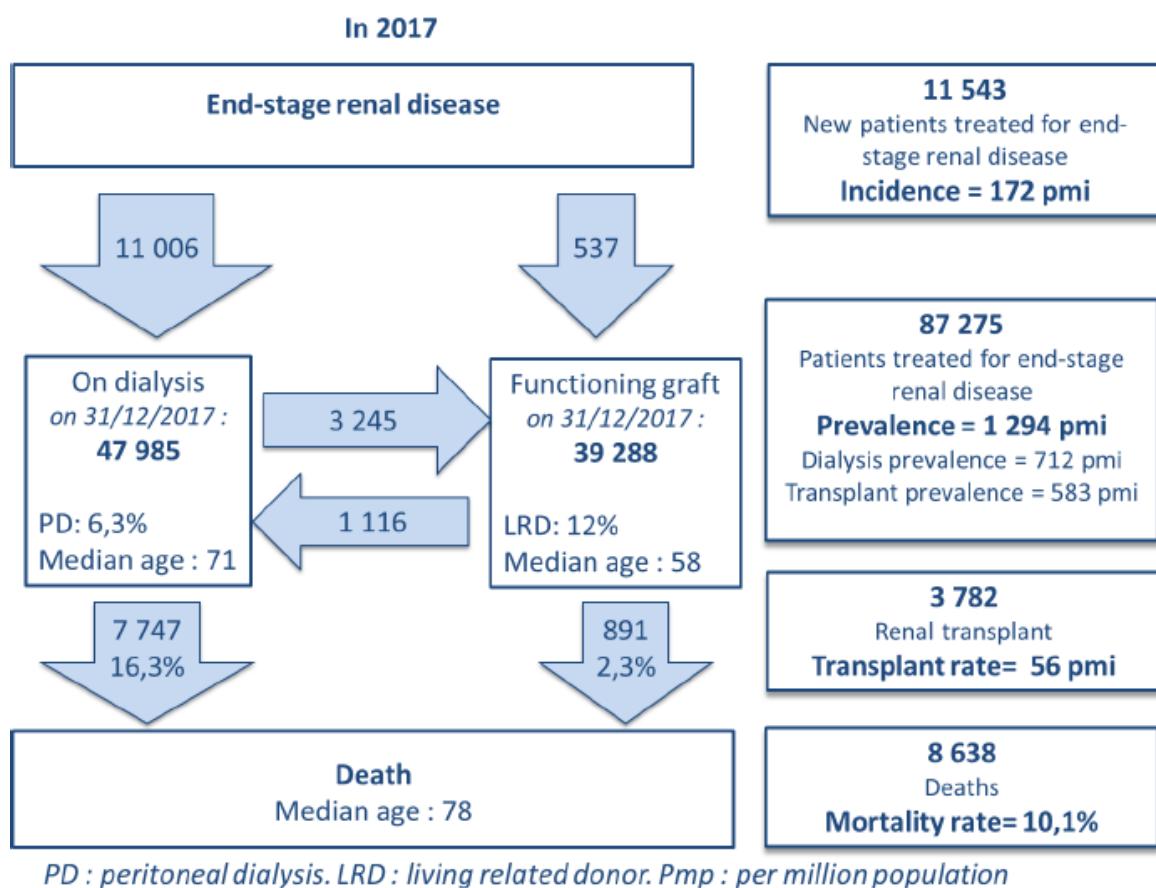 In 2017
End-stage renal disease
11 543
New patients treated for end-
stage renal disease
Incidence = 172 pmi
11 006
537
87 275
Patients treated for end-stage
renal disease
Prevalence = 1 294 pmi
Dialysis prevalence = 712 pmi
Transplant prevalence = 583 pmi
On dialysis
on 31/12/2017 :
47 985
PD: 6,3%
Median age : 71
3 245
1 116
Functioning graft
on 31/12/2017 :
39 288
LRD: 12%
Median age : 58
3 782
Renal transplant
Transplant rate= 56 pmi
7 747
16,3%
891
2,3%
Death
Median age : 78
8 638
Deaths
Mortality rate= 10,1%
PD : peritoneal dialysis. LRD : living related donor. Pmp : per million population